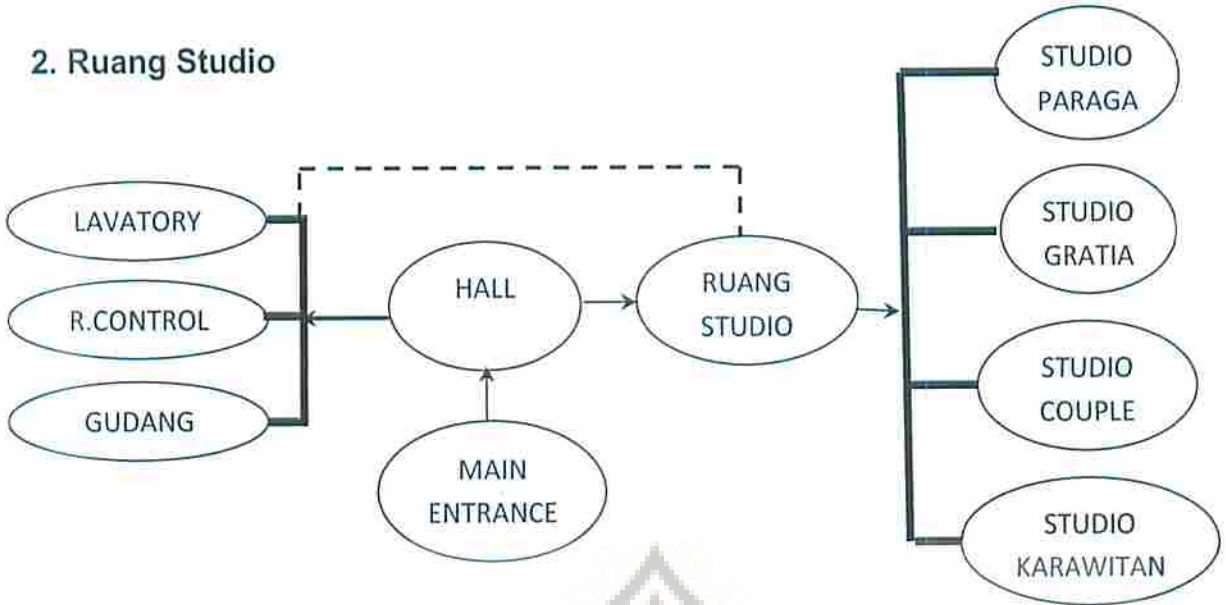 2. Ruang Studio
STUDIO
PARAGA
LAVATORY
STUDIO
GRATIA
HALL
RUANG
STUDIO
R.CONTROL
STUDIO
COUPLE
GUDANG
MAIN
ENTRANCE
STUDIO
KARAWITAN